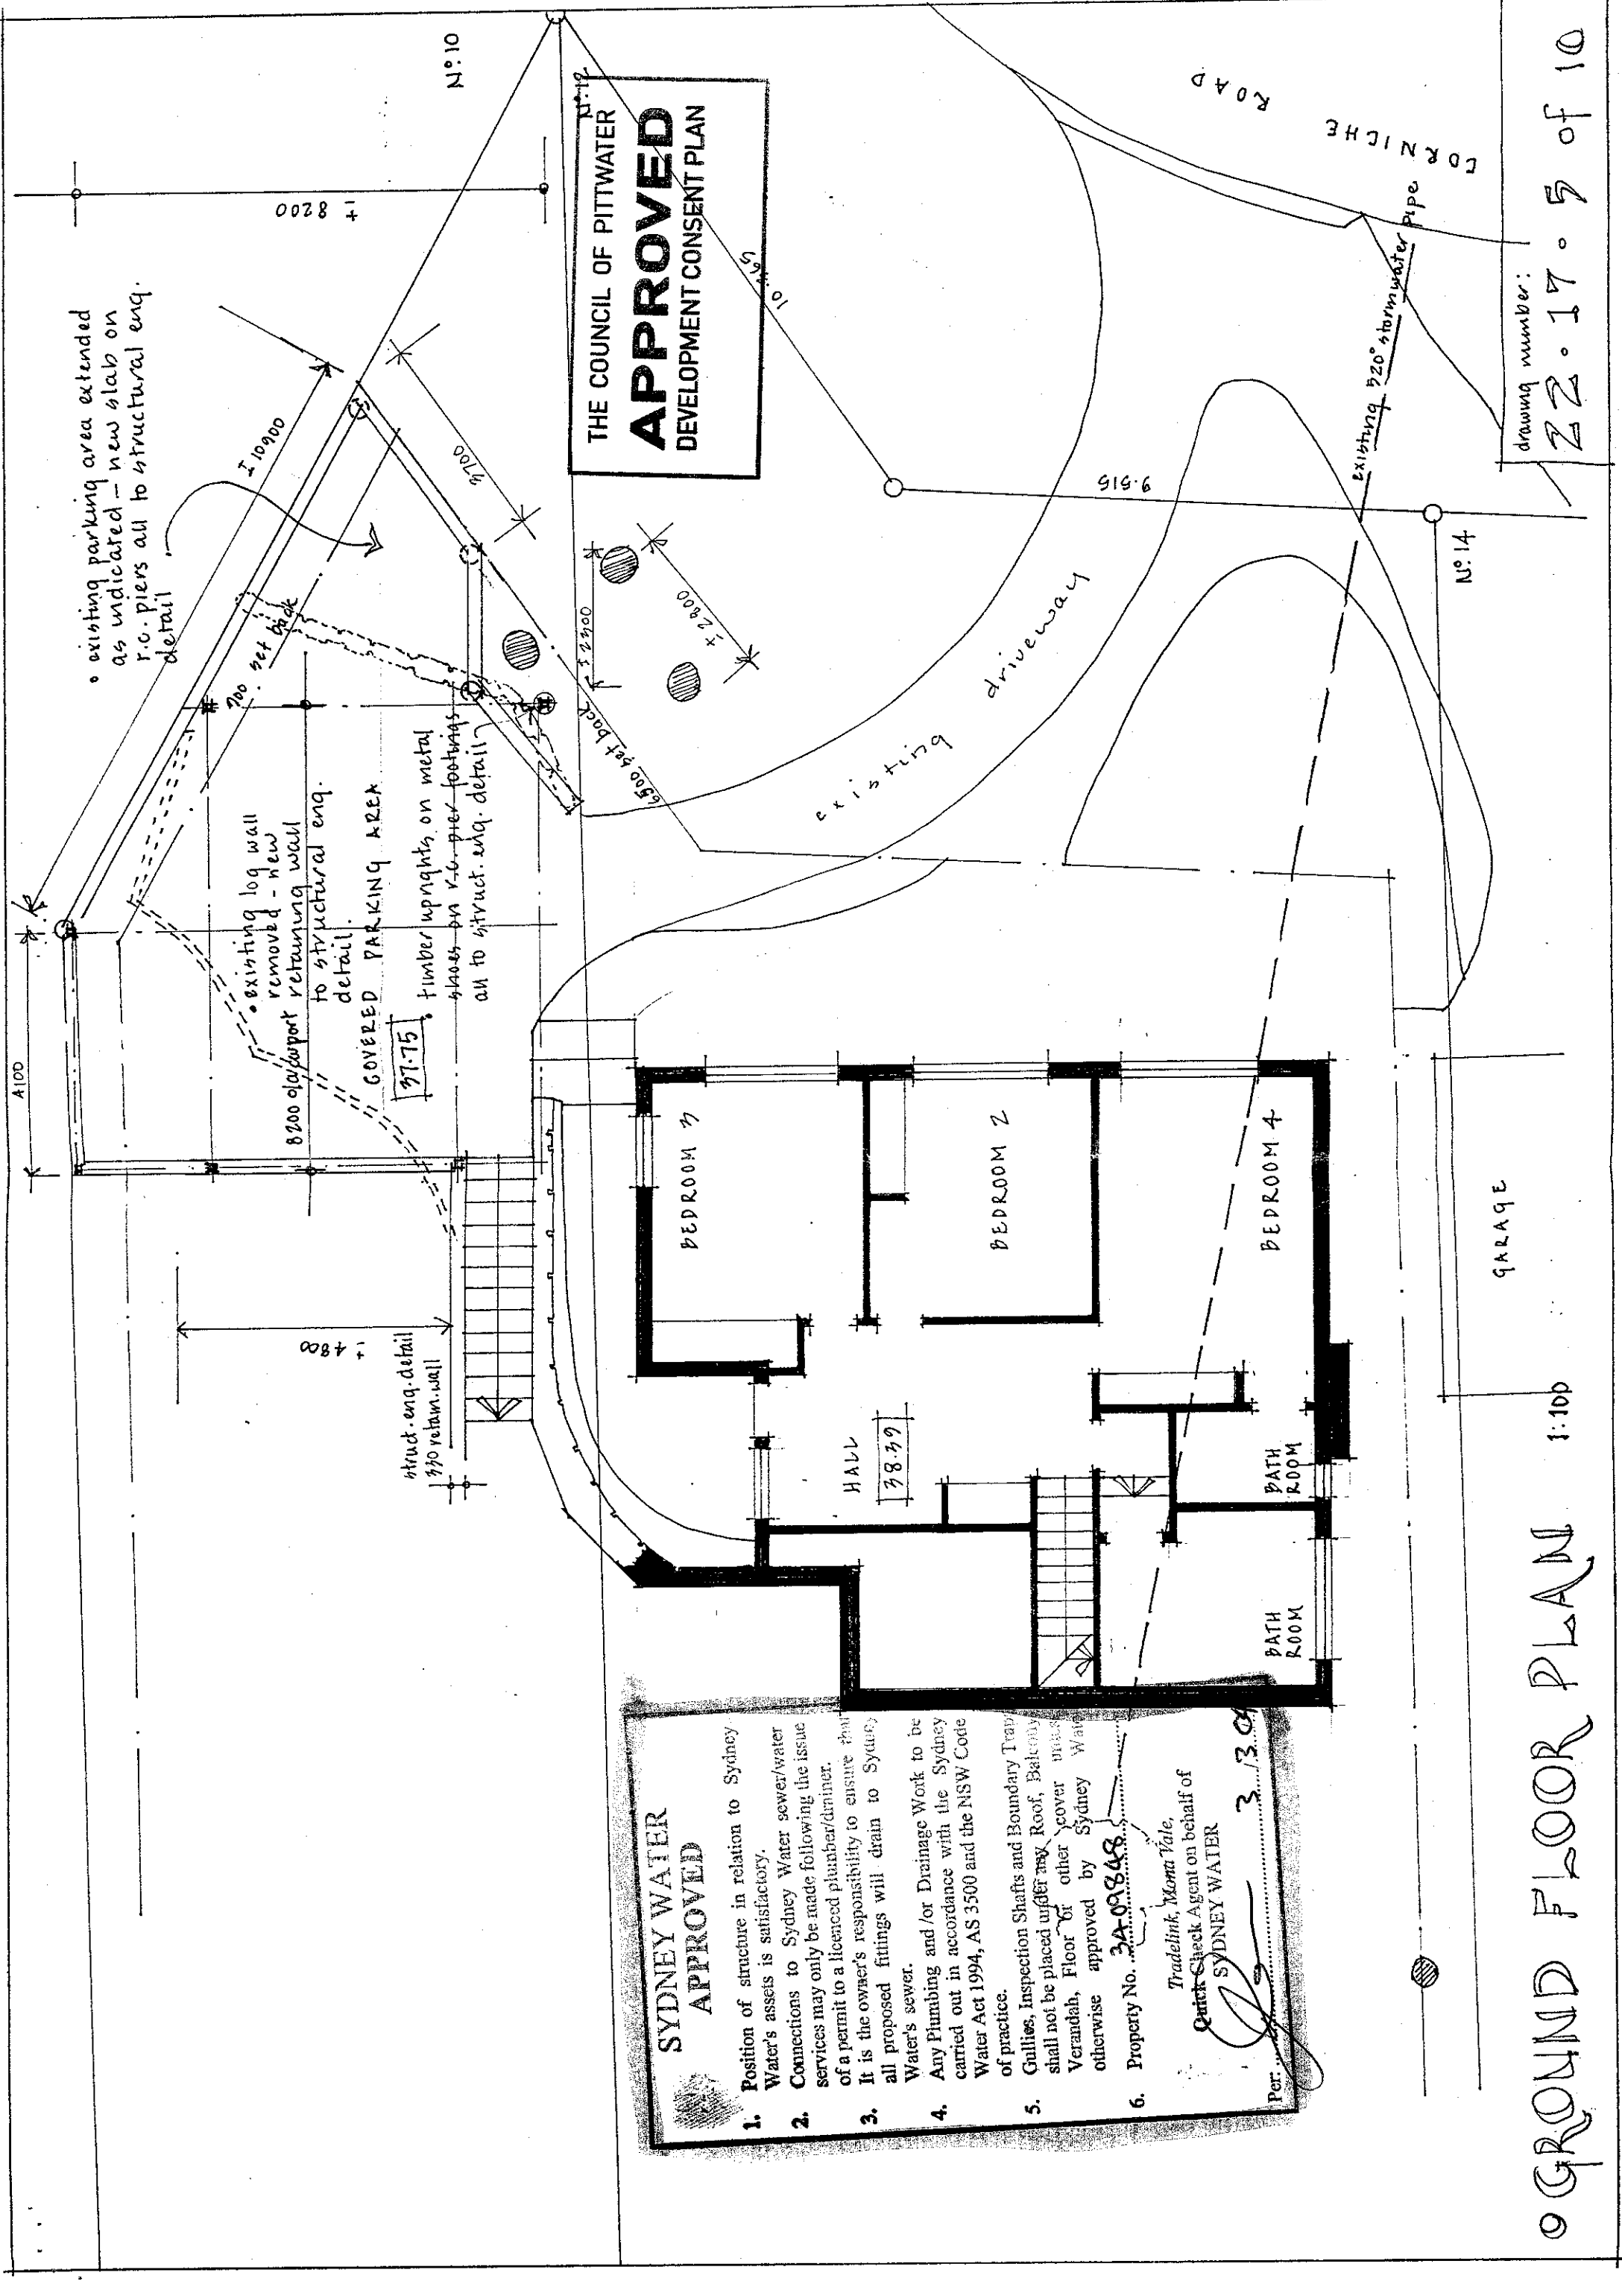 • existing parking area extended
as indicated – new slab on
r.c. piers all to structural eng.
detail
± 10900
± 8200
Nº:10
Nº:12
THE COUNCIL OF PITTWATER
APPROVED
DEVELOPMENT CONSENT PLAN
3700
900 set back
4100
• existing log wall
removed – new
8200 o/a carport retaining wall
to structural eng.
detail.
COVERED PARKING AREA
37.75
• timber uprights on metal
shoes on r.c. pier footings
all to struct. eng. detail
± 2300
± 2800
6500 set back
10.765
9.515
CORNICHE
ROAD
existing driveway
existing 520° stormwater pipe
Nº:14
± 4800
struct. eng. detail
330 retain. wall
BEDROOM 3
BEDROOM 2
BEDROOM 4
HALL
38.39
BATH
ROOM
BATH
ROOM
GARAGE
SYDNEY WATER
APPROVED
1. Position of structure in relation to Sydney
Water's assets is satisfactory.
2. Connections to Sydney Water sewer/water
services may only be made following the issue
of a permit to a licenced plumber/drainer.
3. It is the owner's responsibility to ensure that
all proposed fittings will drain to Sydney
Water's sewer.
4. Any Plumbing and /or Drainage Work to be
carried out in accordance with the Sydney
Water Act 1994, AS 3500 and the NSW Code
of practice.
5. Gullies, Inspection Shafts and Boundary Trap
shall not be placed under any Roof, Balcony
Verandah, Floor or other cover unless
otherwise approved by Sydney Water
6. Property No. 3409848
Tradelink, Mona Vale,
Quick Check Agent on behalf of
SYDNEY WATER
Per: 3 / 3 04
GROUND FLOOR PLAN 1:100
drawing number:
22 . 17 . 5 of 10